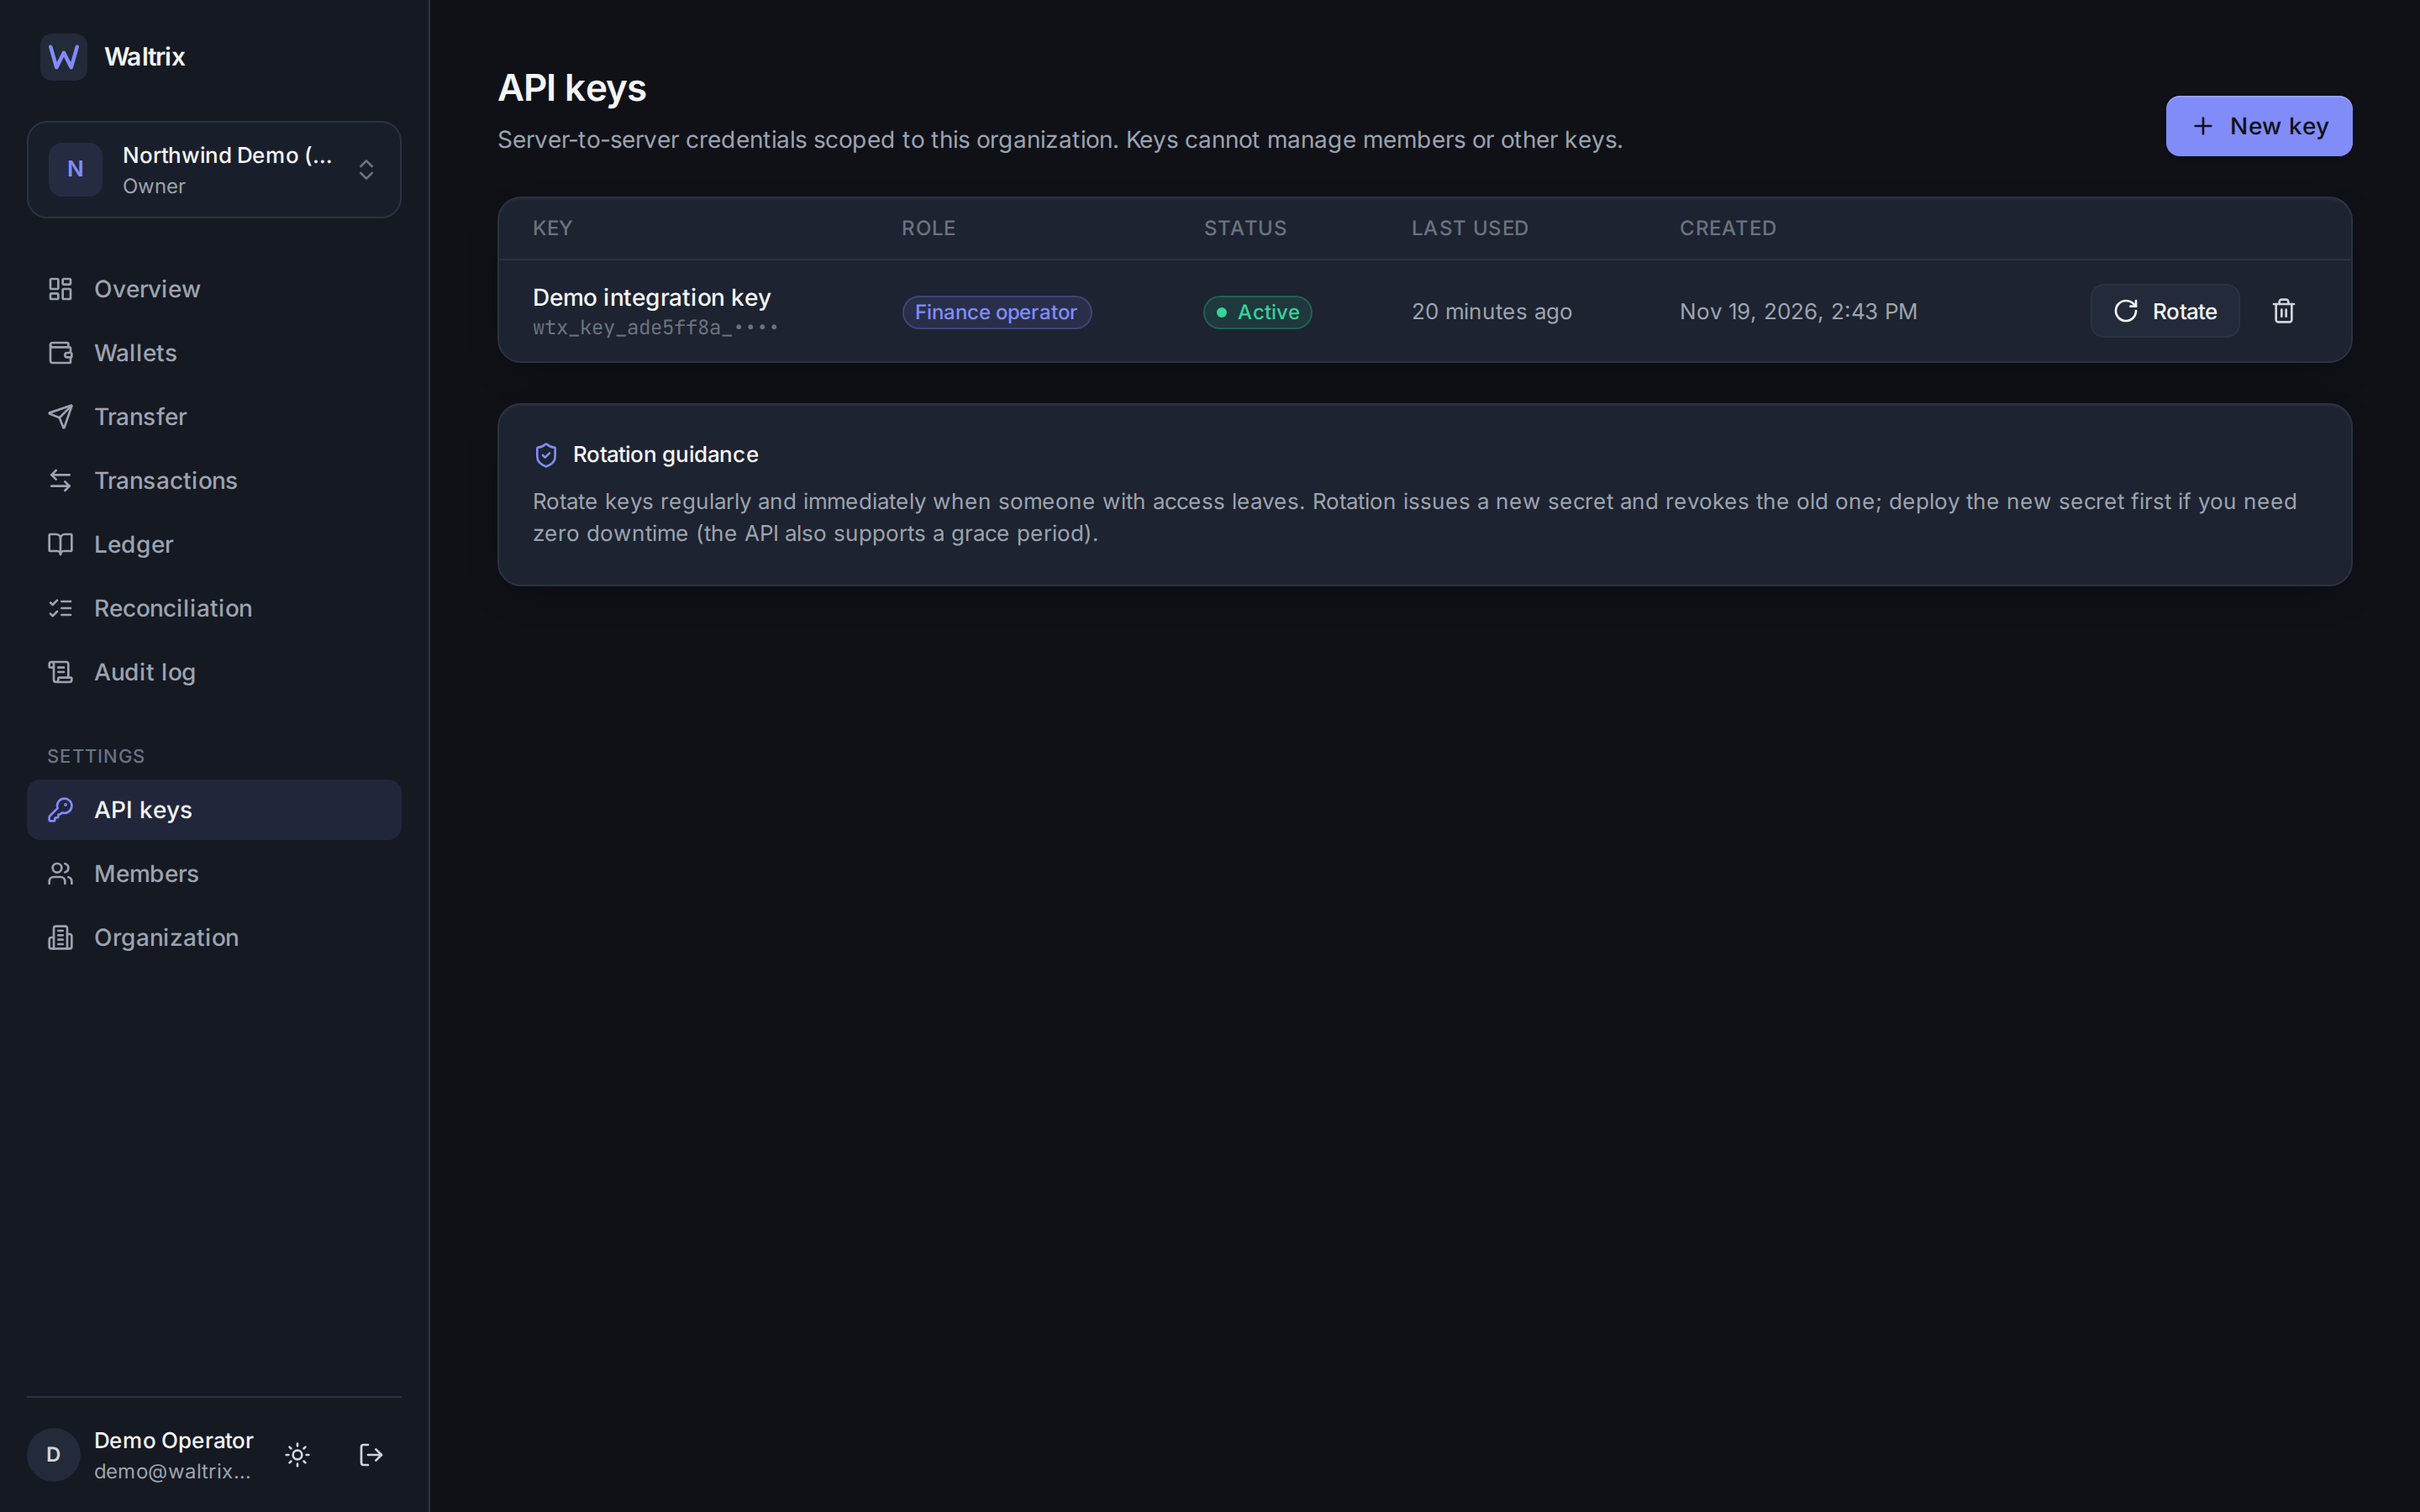 Waltrix
N
Northwind Demo (...
Owner
Overview
Wallets
Transfer
Transactions
Ledger
Reconciliation
Audit log
SETTINGS
API keys
Members
Organization
D
Demo Operator
demo@waltrix...
API keys
Server-to-server credentials scoped to this organization. Keys cannot manage members or other keys.
New key
KEY ROLE STATUS LAST USED CREATED
Demo integration key
wtx_key_ade5ff8a_••••
Finance operator
Active
20 minutes ago
Nov 19, 2026, 2:43 PM
Rotate
Rotation guidance
Rotate keys regularly and immediately when someone with access leaves. Rotation issues a new secret and revokes the old one; deploy the new secret first if you need
zero downtime (the API also supports a grace period).